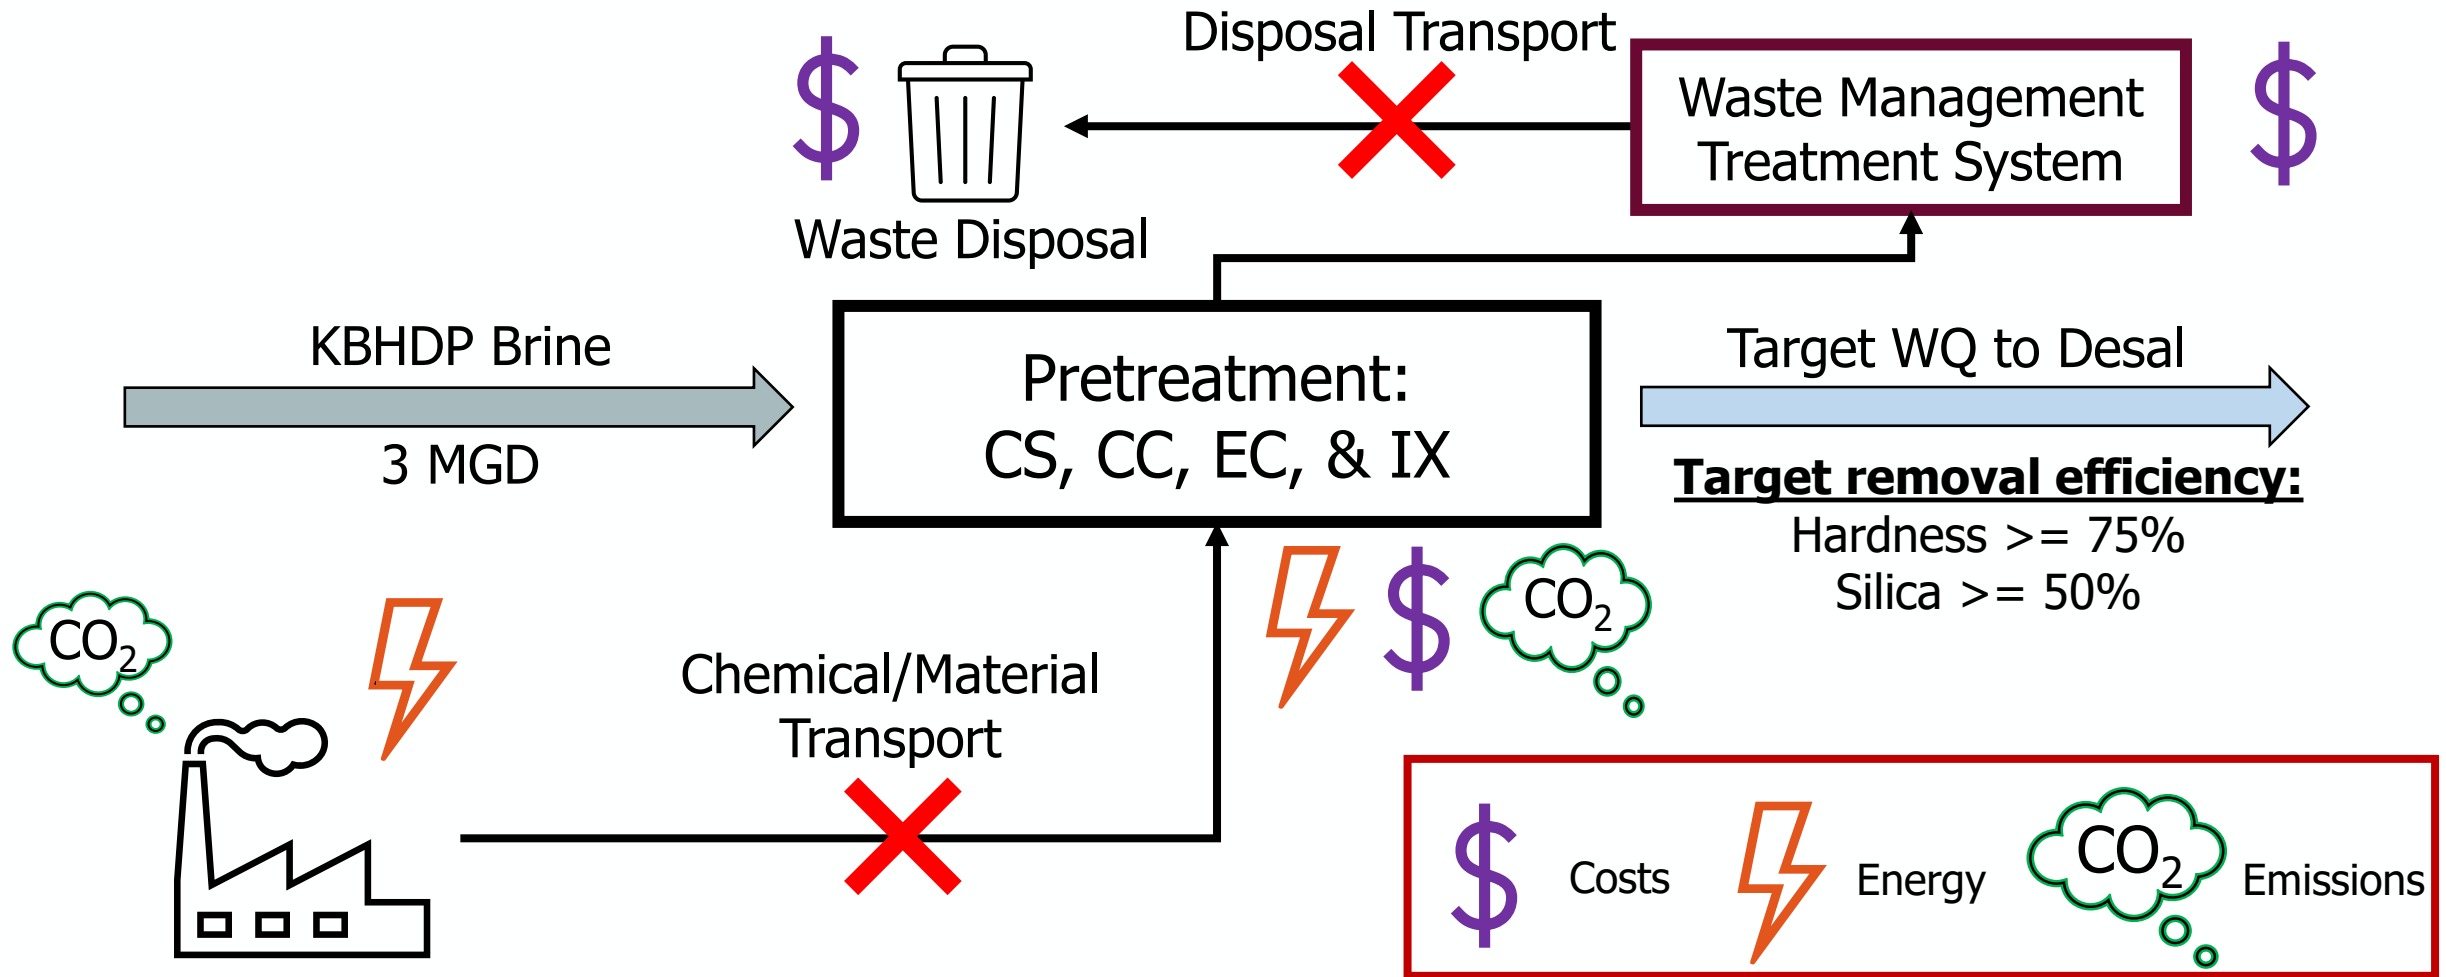 Disposal Transport
Waste Management
Treatment System
Waste Disposal
KBHDP Brine
3 MGD
Pretreatment:
CS, CC, EC, & IX
Target WQ to Desal
Target removal efficiency:
Hardness >= 75%
Silica >= 50%
CO2
CO2
Chemical/Material
Transport
Costs
Energy
CO2
Emissions